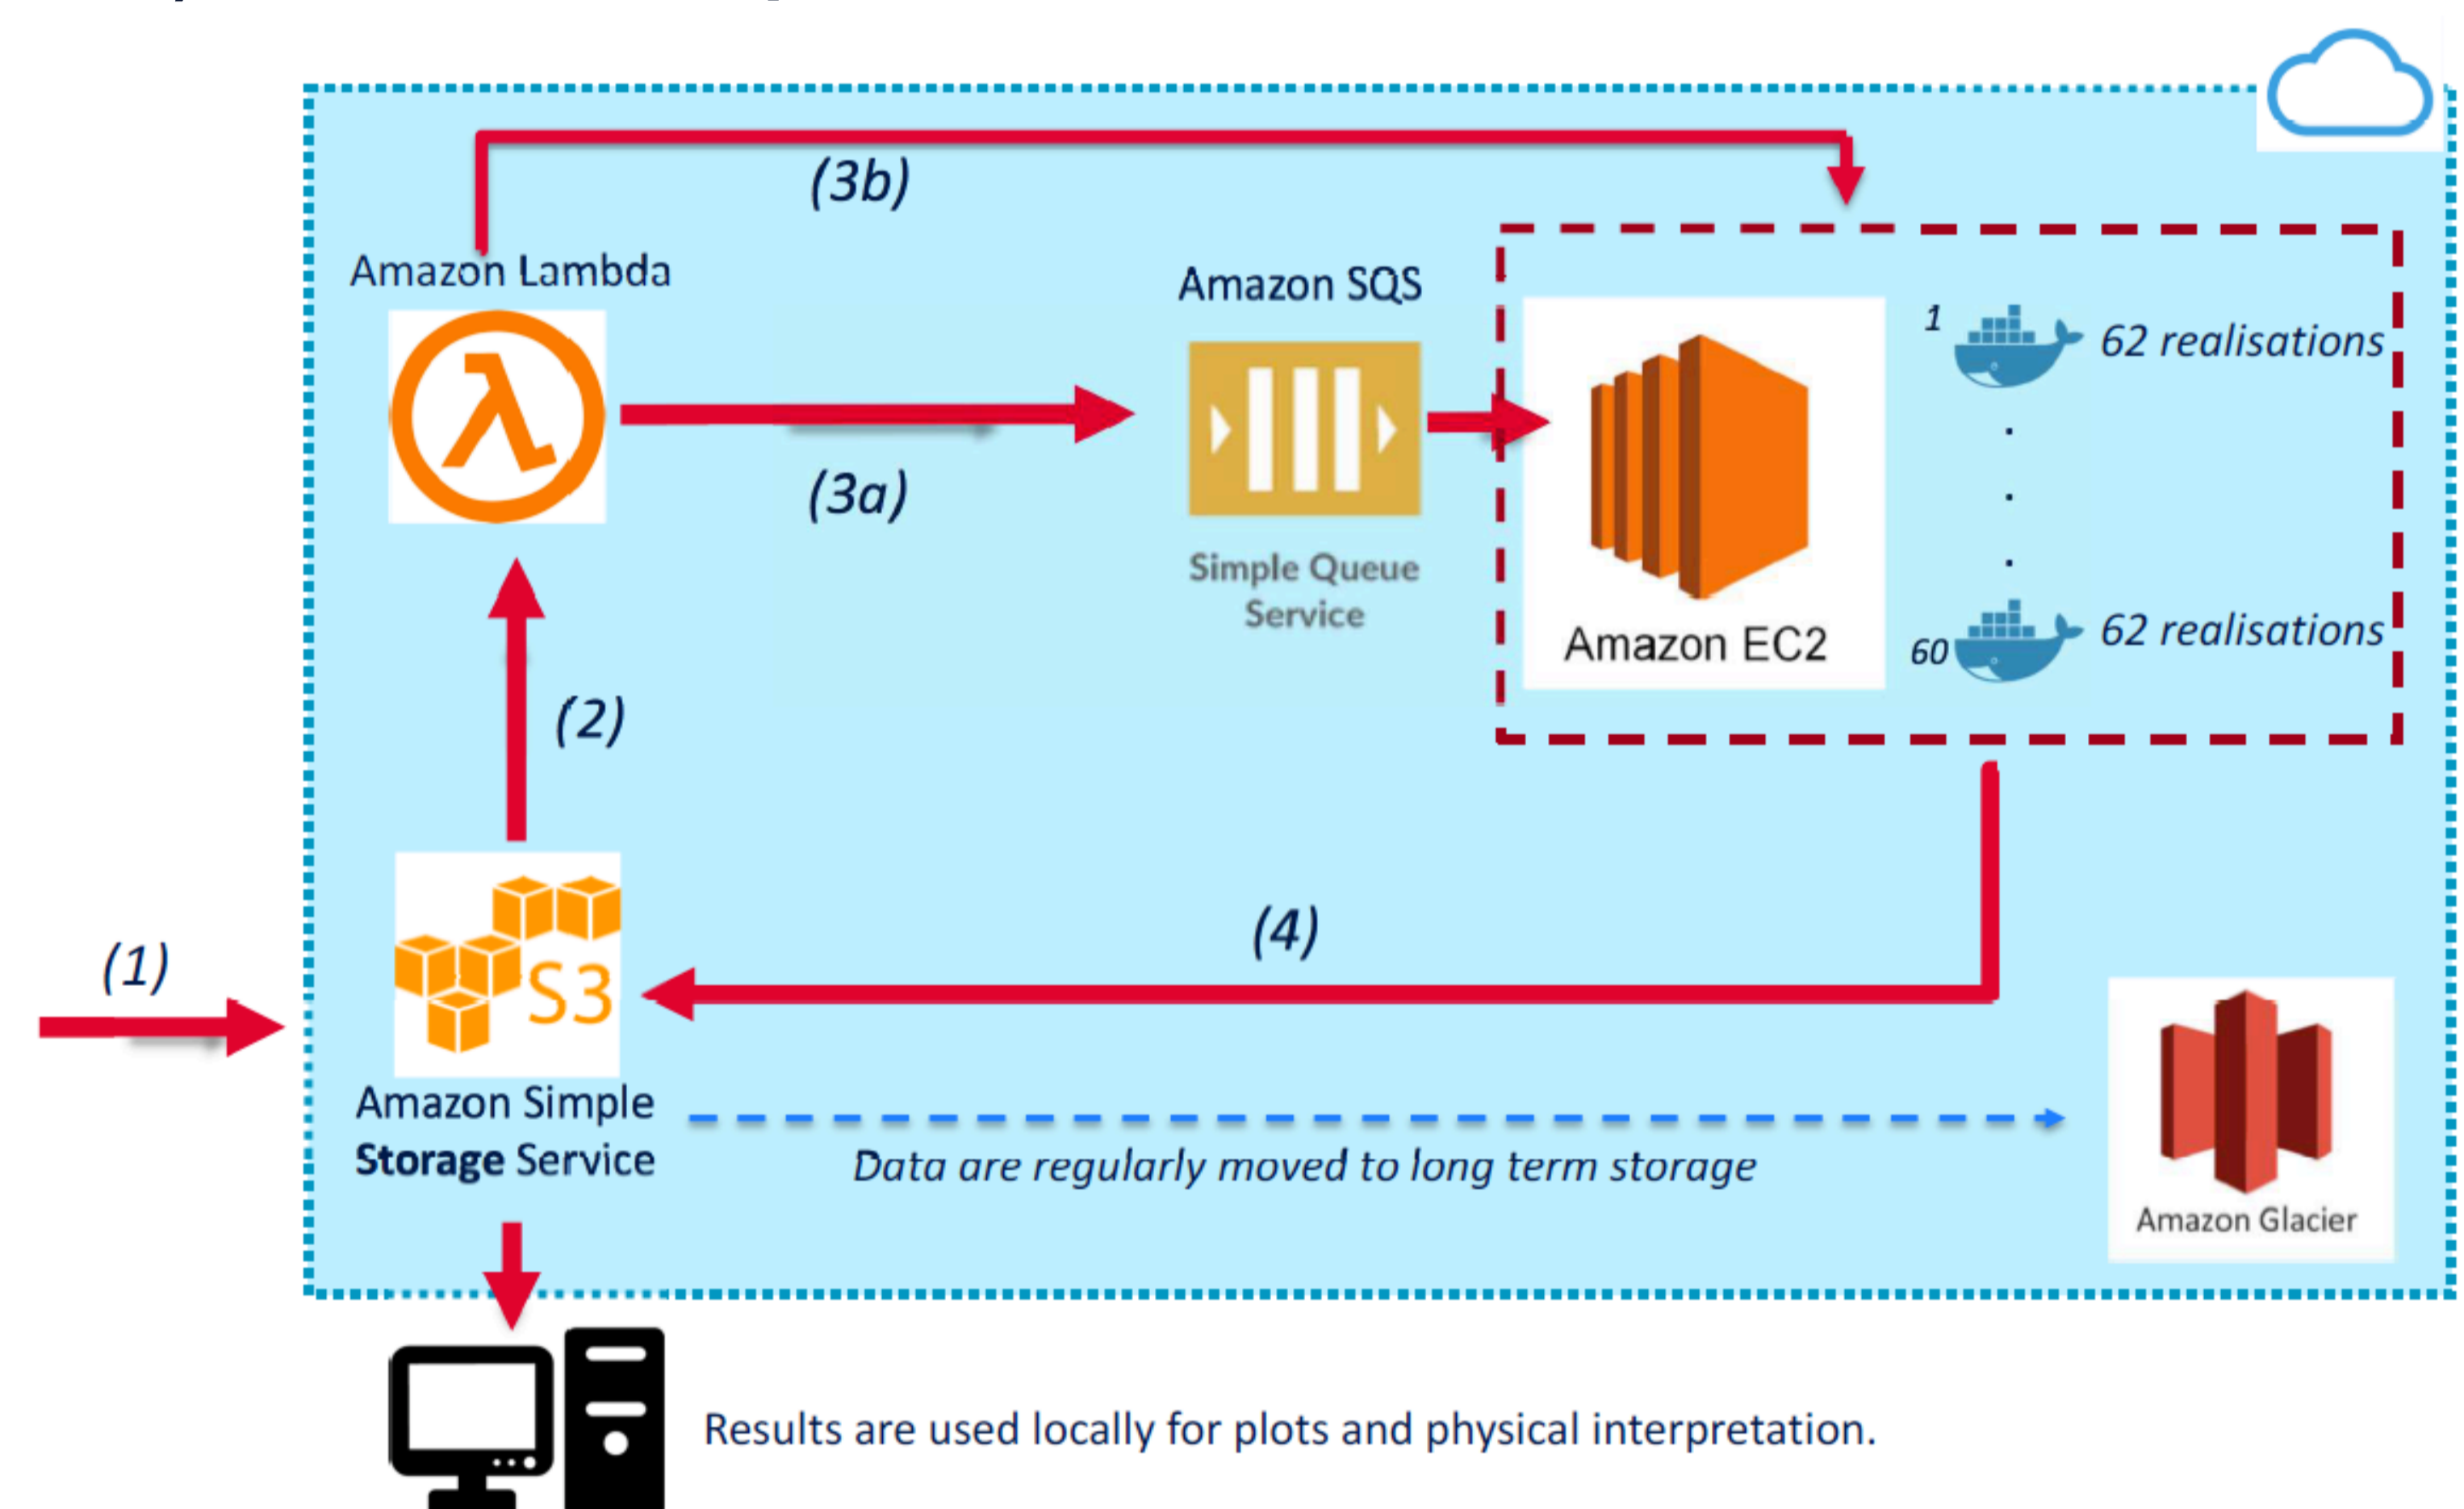 (3b)
Amazon Lambda
Amazon SQS
1
62 realisations
(3a)
Simple Queue
Service
Amazon EC2
60
62 realisations
(2)
(1)
S3
(4)
Amazon Simple
Storage Service
Data are regularly moved to long term storage
Amazon Glacier
Results are used locally for plots and physical interpretation.